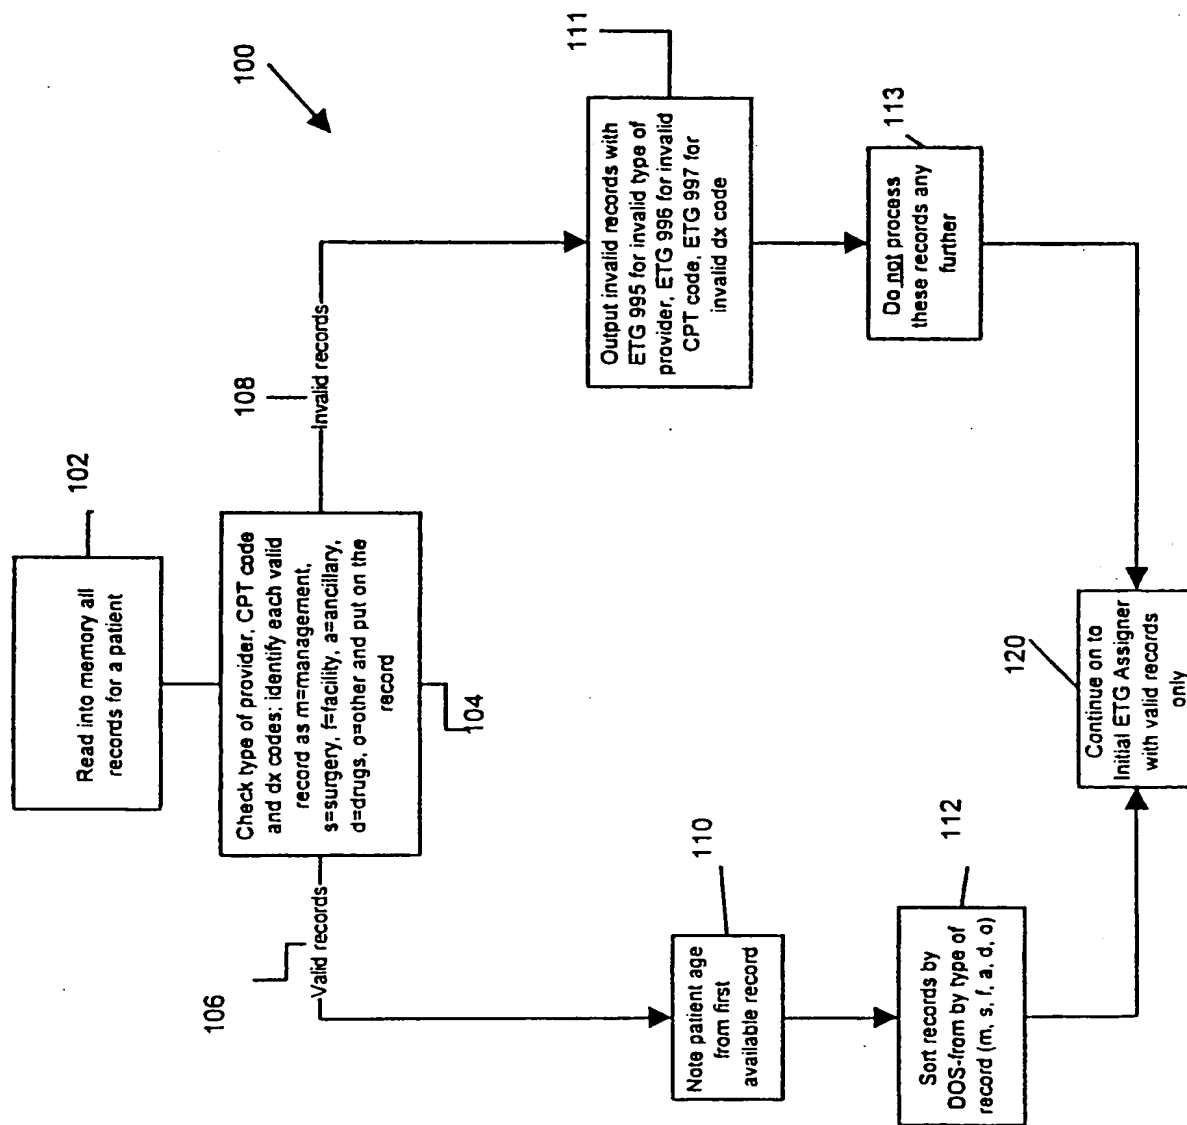 100
102
Read into memory all
records for a patient
Check type of provider, CPT code
and dx codes; identify each valid
record as m=management,
s=surgery, f=facility, a=ancillary,
d=drugs, o=other and put on the
record
104
106
Valid records
108
Invalid records
110
Note patient age
from first
available record
111
Output invalid records with
ETG 995 for invalid type of
provider, ETG 996 for invalid
CPT code, ETG 997 for
invalid dx code
112
Sort records by
DOS-from by type of
record (m, s, f, a, d, o)
113
Do not process
these records any
further
120
Continue on to
Initial ETG Assigner
with valid records
only